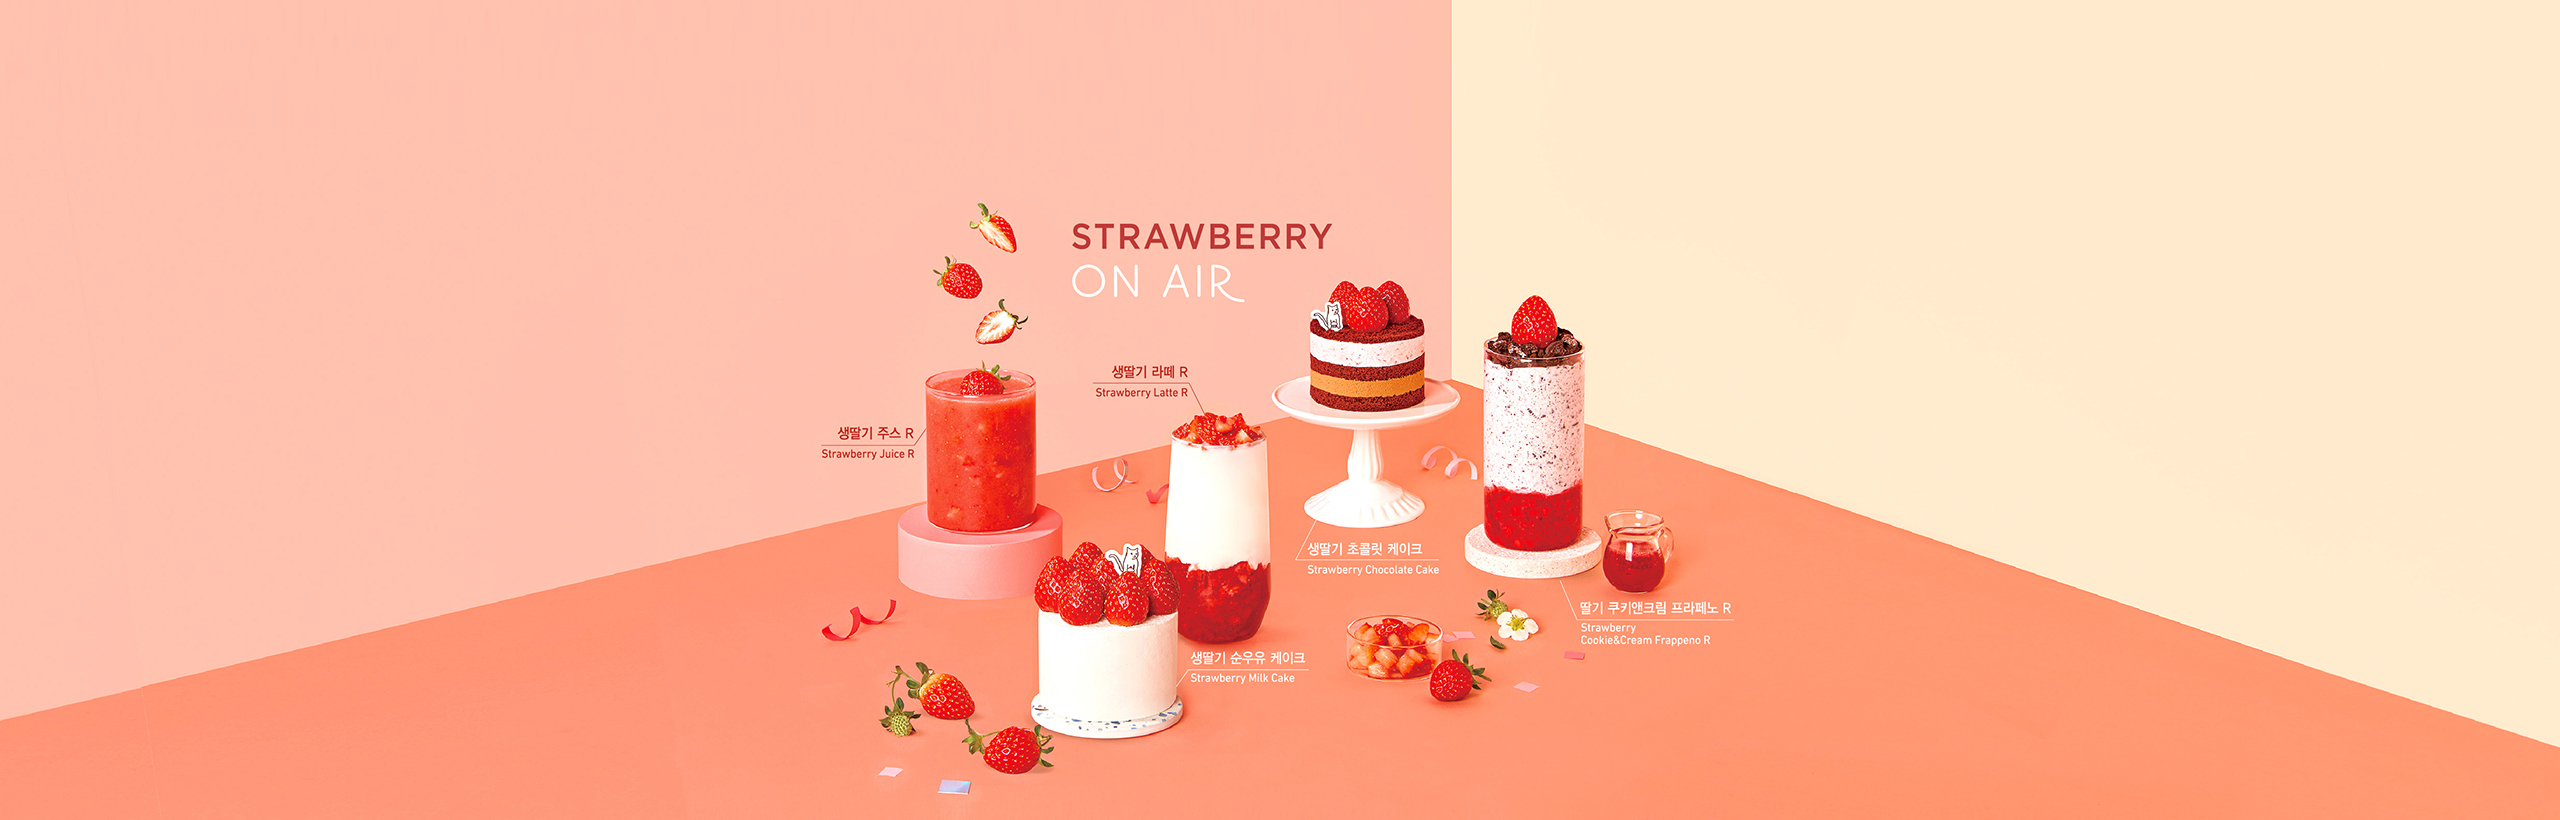 STRAWBERRY
ON AIR
생딸기 라떼 R
Strawberry Latte R
생딸기 주스 R
Strawberry Juice R
생딸기 초콜릿 케이크
Strawberry Chocolate Cake
딸기 쿠키앤크림 프라페노 R
Strawberry
Cookie&Cream Frappeno R
생딸기 순우유 케이크
Strawberry Milk Cake